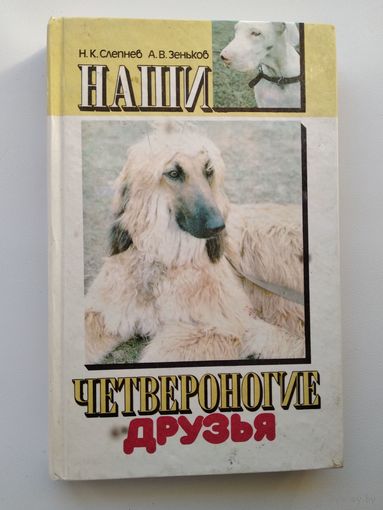 Н. К. Слепнев А. В. Зеньков
НАШИ
ЧЕТВЕРОНОГИЕ
ДРУЗЬЯ